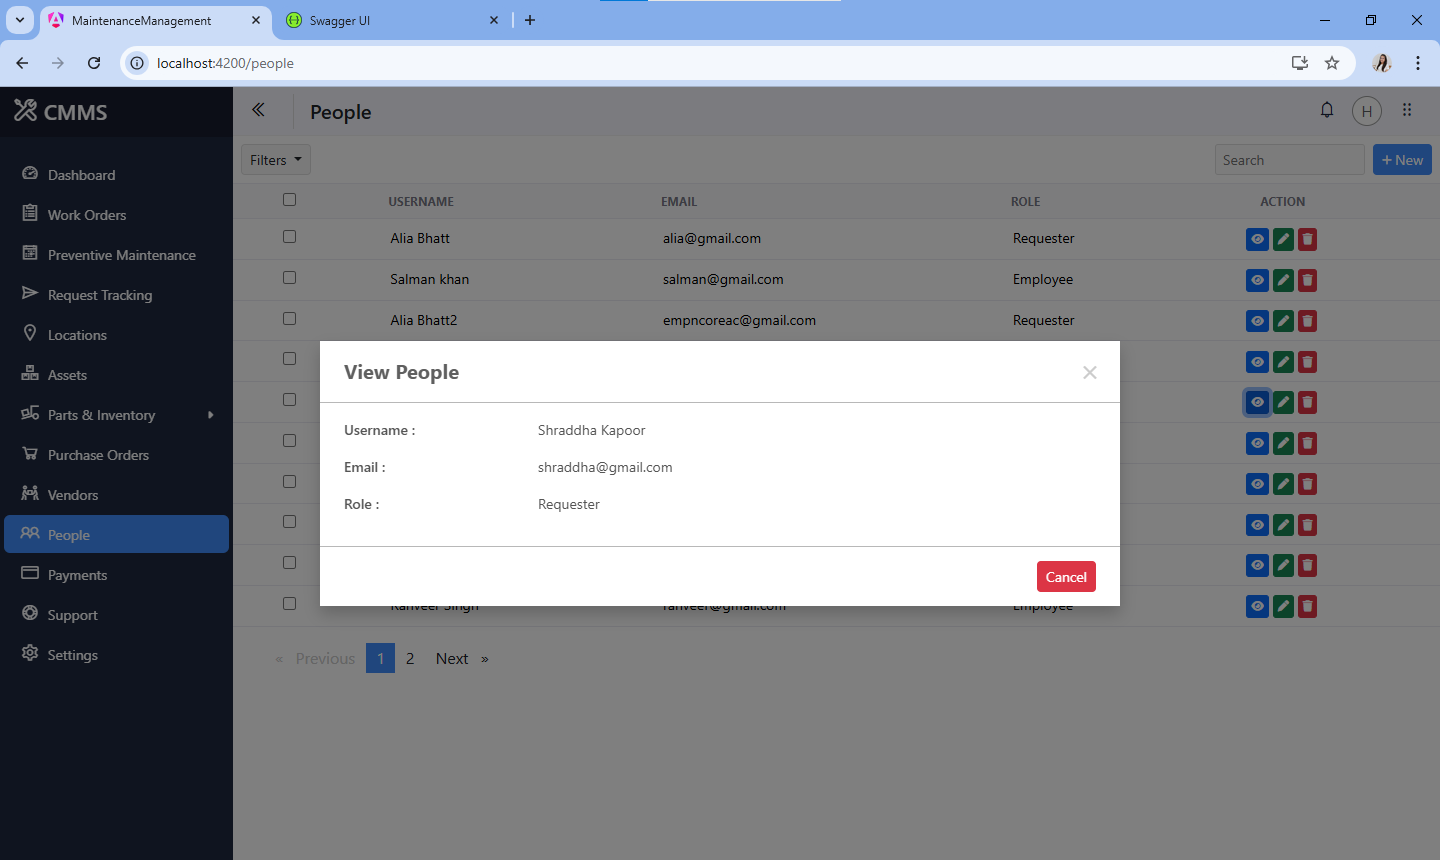 MaintenanceManagement
Swagger UI
localhost:4200/people
CMMS
People
H
Dashboard
Work Orders
Preventive Maintenance
Request Tracking
Locations
Assets
Parts & Inventory
Purchase Orders
Vendors
People
Payments
Support
Settings
Filters
Search
+ New
USERNAME EMAIL ROLE ACTION
Alia Bhatt alia@gmail.com Requester
Salman khan salman@gmail.com Employee
Alia Bhatt2 empncoreac@gmail.com Requester
View People
Username : Shraddha Kapoor
Email : shraddha@gmail.com
Role : Requester
Cancel
Ranveer Singh ranveer@gmail.com Employee
« Previous 1 2 Next »